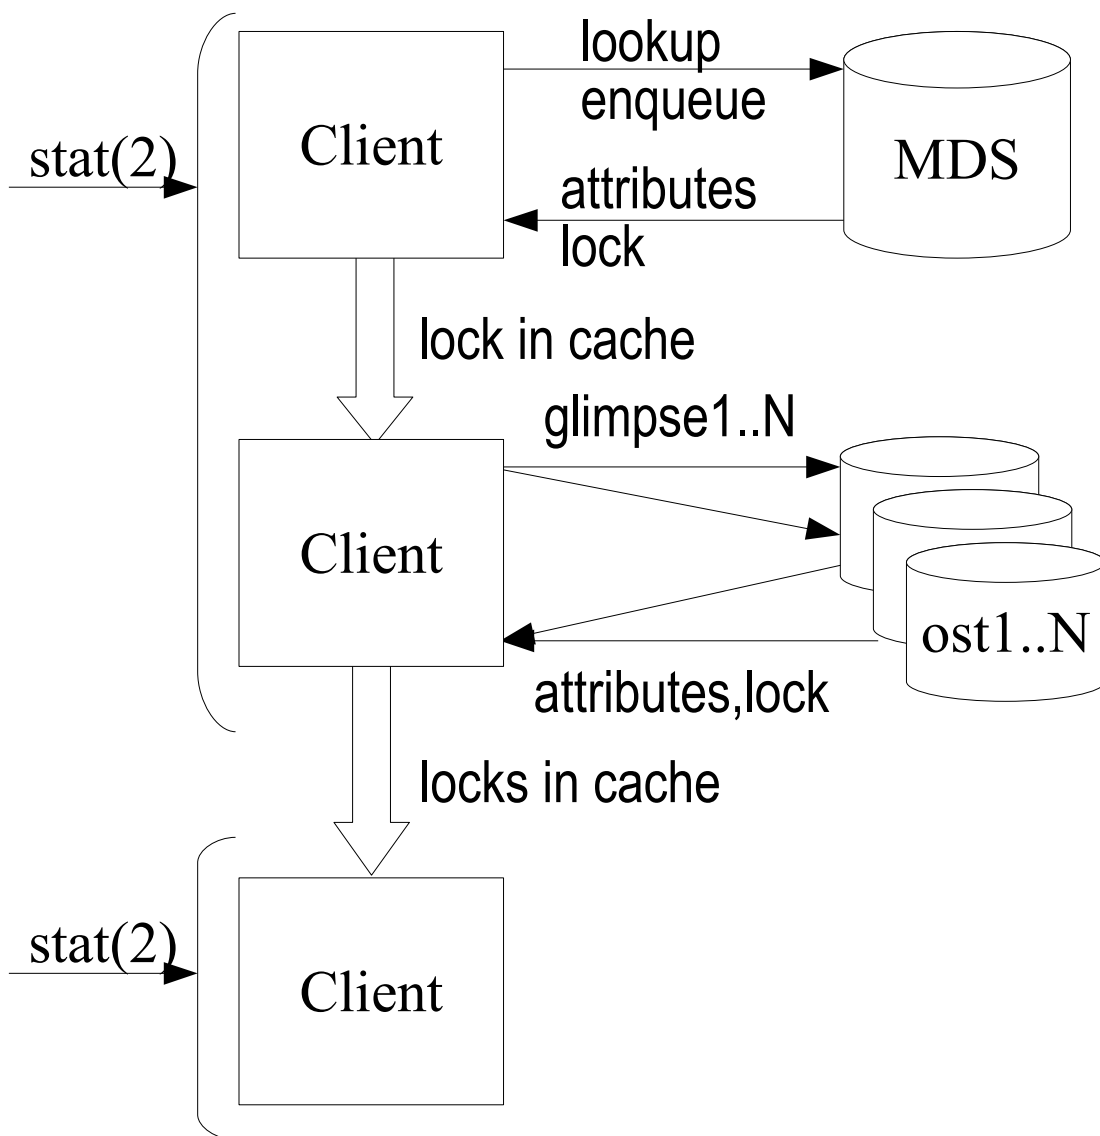 lookup
enqueue
Client
MDS
stat(2)
attributes
lock
lock in cache
glimpse1..N
Client
ost1..N
attributes,lock
locks in cache
stat(2)
Client